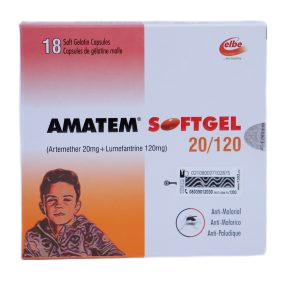 18 Soft Gelatin Capsules
Capsules de gélatine molle
elbe
AMATEM® SOFTGEL
20/120
(Artemether 20mg+Lumefantrine 120mg)
Anti-Malarial
Anti-Malarico
Anti-Paludique